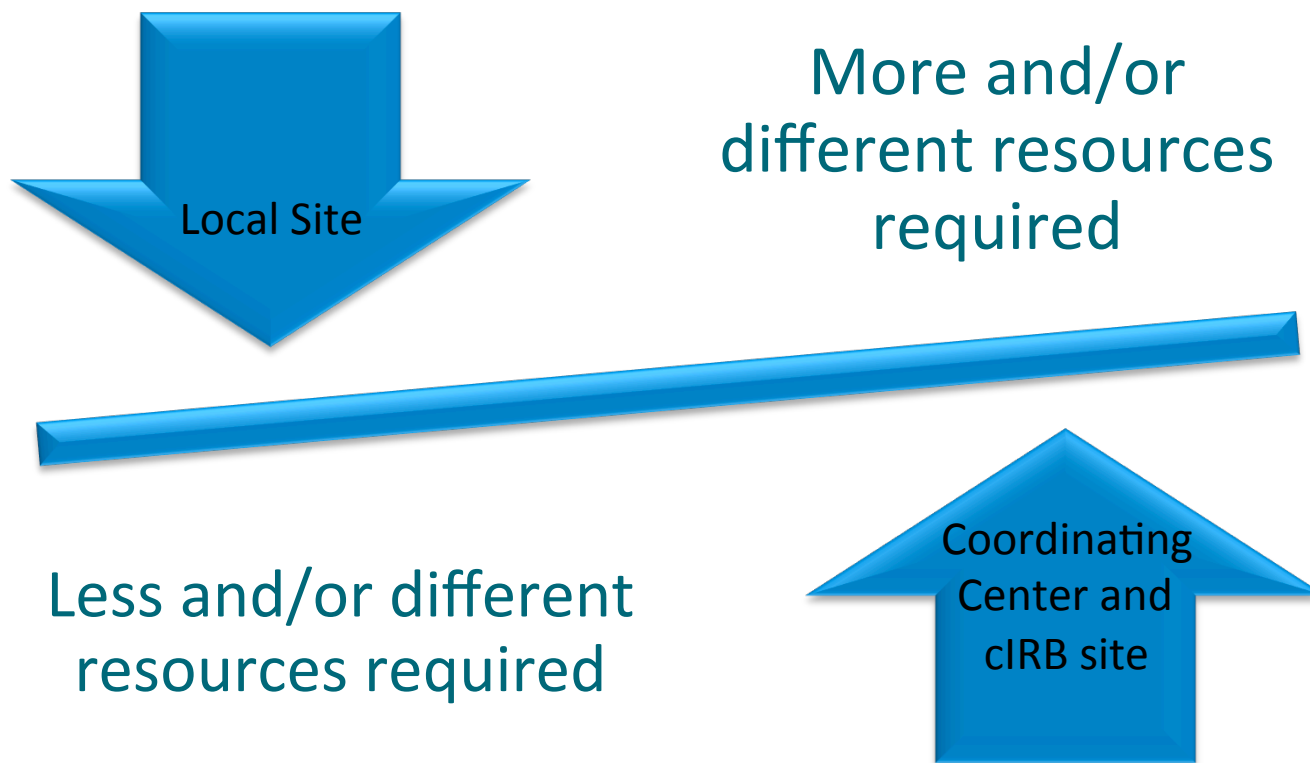 Local Site
More and/or
different resources
required
Less and/or different
resources required
Coordinating
Center and
cIRB site